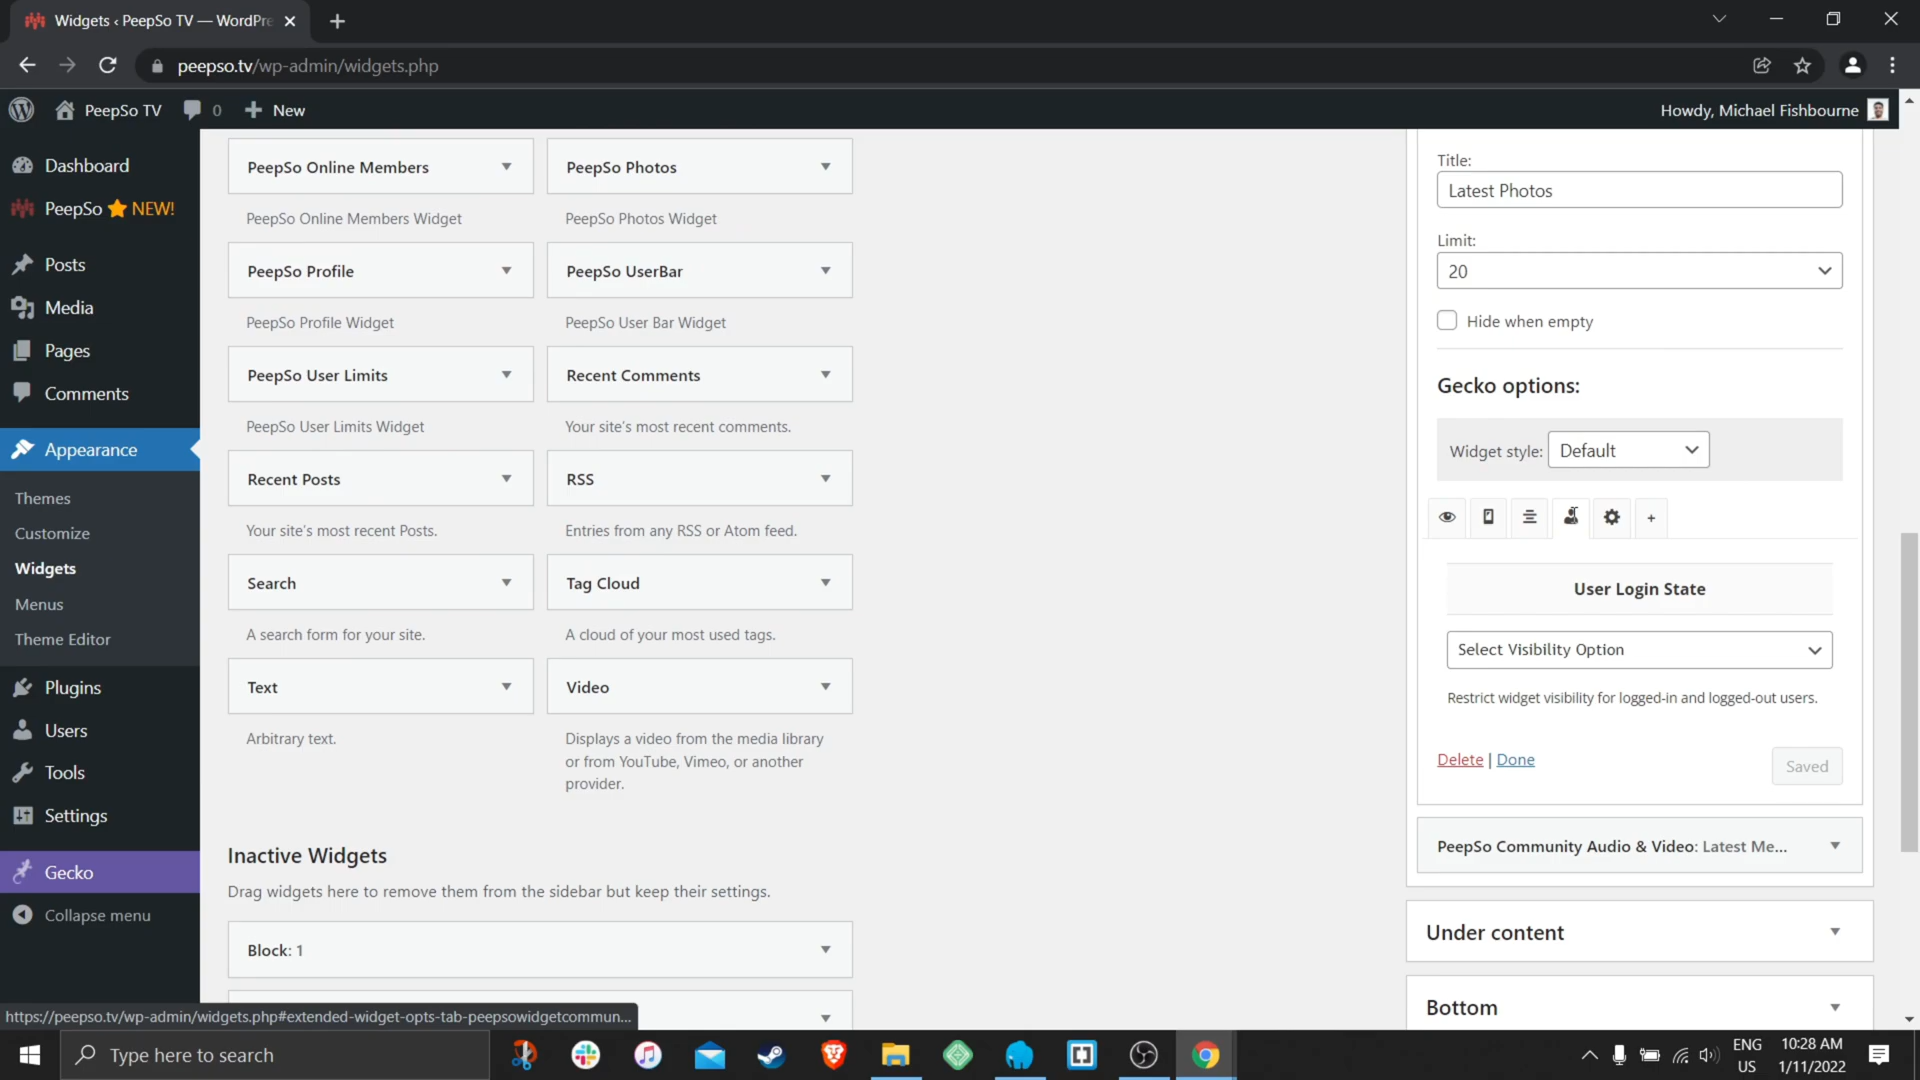 Widgets ‹ PeepSo TV — WordPre
peepso.tv/wp-admin/widgets.php
PeepSo TV
0
New
Howdy, Michael Fishbourne
Dashboard
PeepSo NEW!
Posts
Media
Pages
Comments
Appearance
Themes
Customize
Widgets
Menus
Theme Editor
Plugins
Users
Tools
Settings
Gecko
Collapse menu
PeepSo Online Members
PeepSo Photos
PeepSo Online Members Widget
PeepSo Photos Widget
PeepSo Profile
PeepSo UserBar
PeepSo Profile Widget
PeepSo User Bar Widget
PeepSo User Limits
Recent Comments
PeepSo User Limits Widget
Your site's most recent comments.
Recent Posts
RSS
Your site's most recent Posts.
Entries from any RSS or Atom feed.
Search
Tag Cloud
A search form for your site.
A cloud of your most used tags.
Text
Video
Arbitrary text.
Displays a video from the media library
or from YouTube, Vimeo, or another
provider.
Inactive Widgets
Drag widgets here to remove them from the sidebar but keep their settings.
Block: 1
Title:
Latest Photos
Limit:
20
Hide when empty
Gecko options:
Widget style: Default
User Login State
Select Visibility Option
Restrict widget visibility for logged-in and logged-out users.
Delete | Done
Saved
PeepSo Community Audio & Video: Latest Me...
Under content
Bottom
https://peepso.tv/wp-admin/widgets.php#extended-widget-opts-tab-peepsowidgetcommun...
Type here to search
ENG
US
10:28 AM
1/11/2022